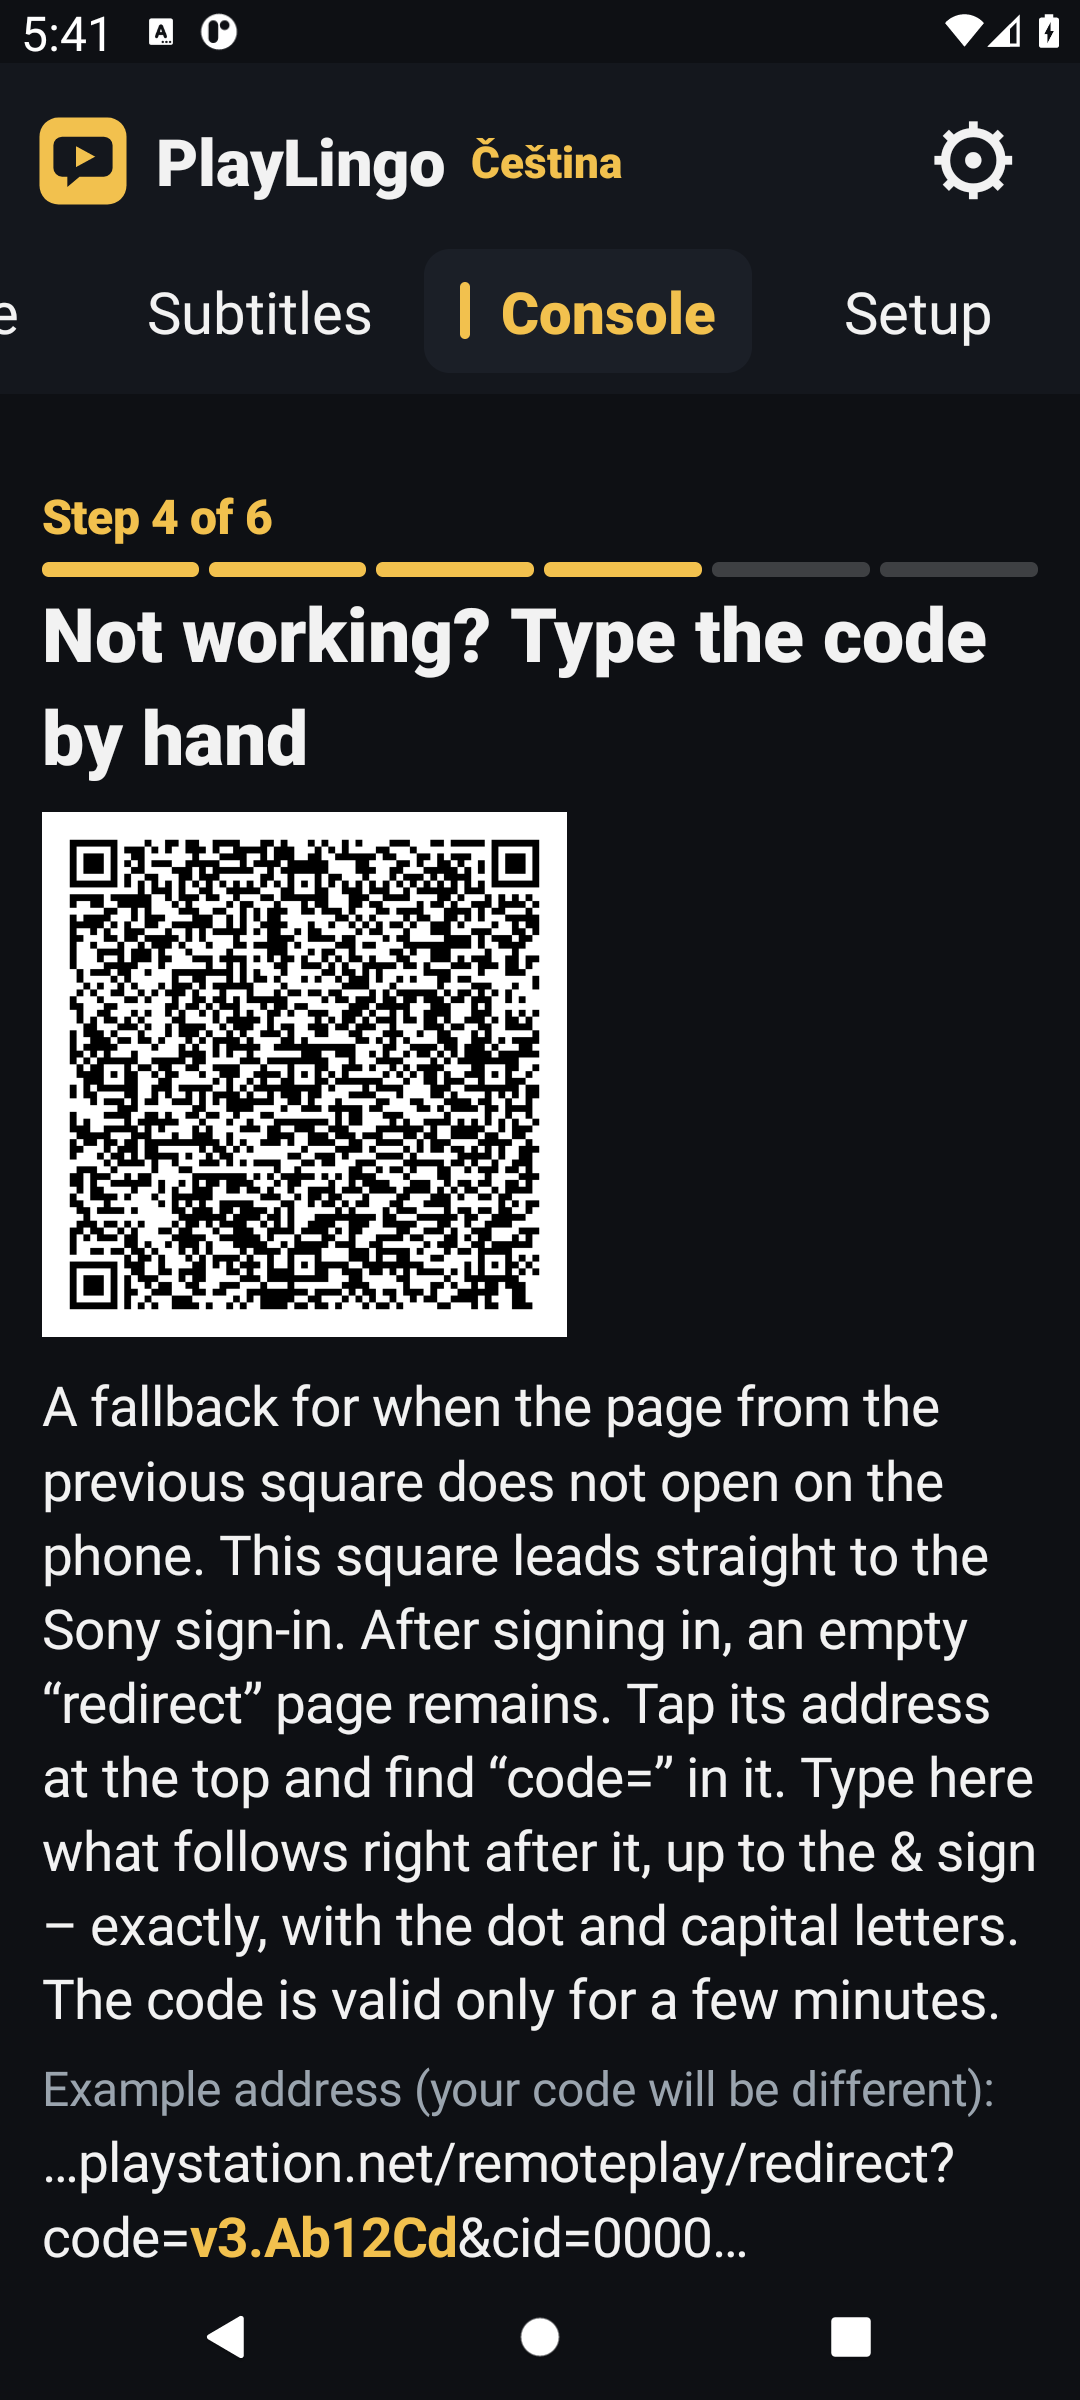 5:41
PlayLingo Čeština
e Subtitles Console Setup
Step 4 of 6
Not working? Type the code
by hand
A fallback for when the page from the
previous square does not open on the
phone. This square leads straight to the
Sony sign-in. After signing in, an empty
“redirect” page remains. Tap its address
at the top and find “code=” in it. Type here
what follows right after it, up to the & sign
– exactly, with the dot and capital letters.
The code is valid only for a few minutes.
Example address (your code will be different):
…playstation.net/remoteplay/redirect?
code=v3.Ab12Cd&cid=0000…